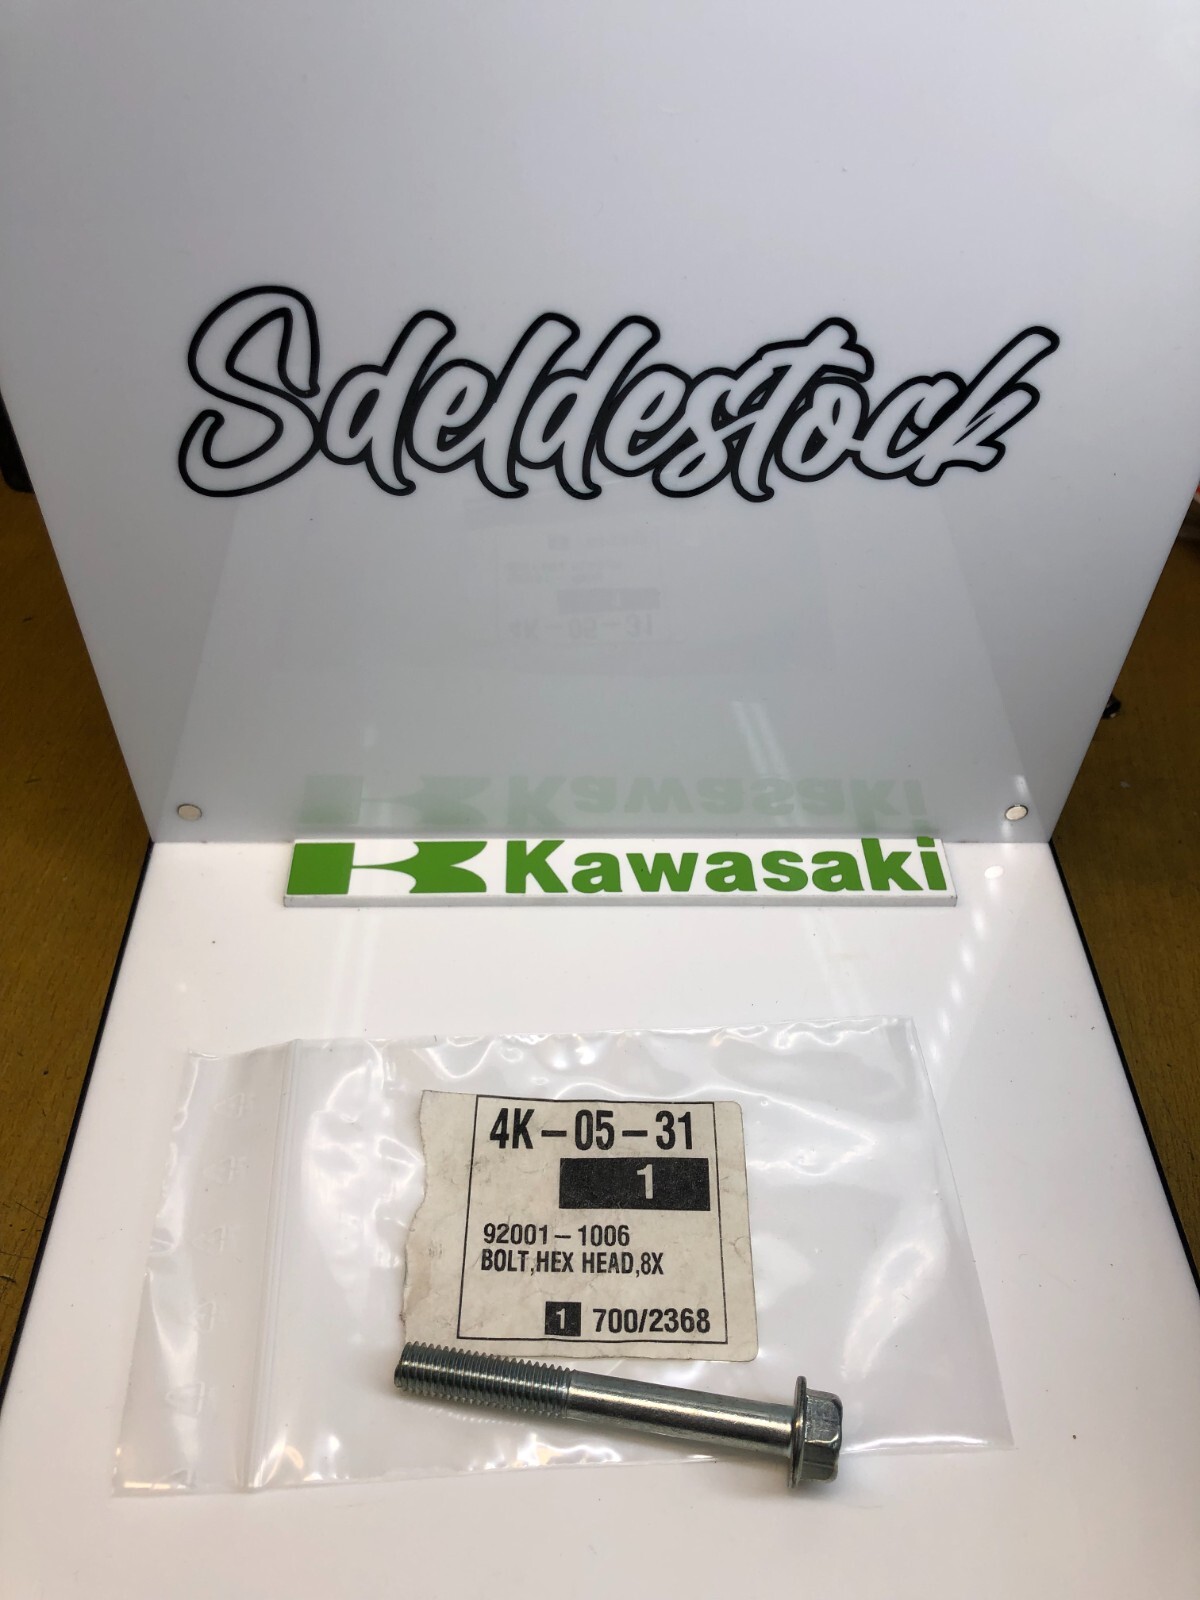 Sdeldestock
Kawasaki
4K-05-31
1
92001-1006
BOLT,HEX HEAD,8X
1 700/2368